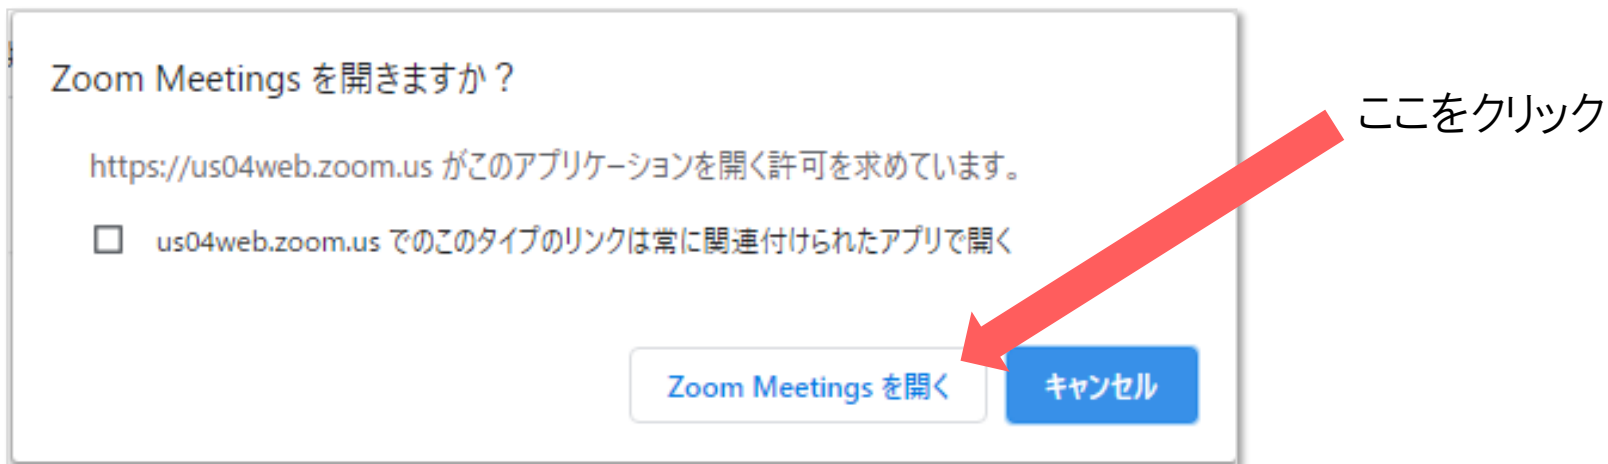 Zoom Meetings を開きますか？
ここをクリック
https://us04web.zoom.us がこのアプリケーションを開く許可を求めています。
us04web.zoom.us でのこのタイプのリンクは常に関連付けられたアプリで開く
Zoom Meetings を開く
キャンセル